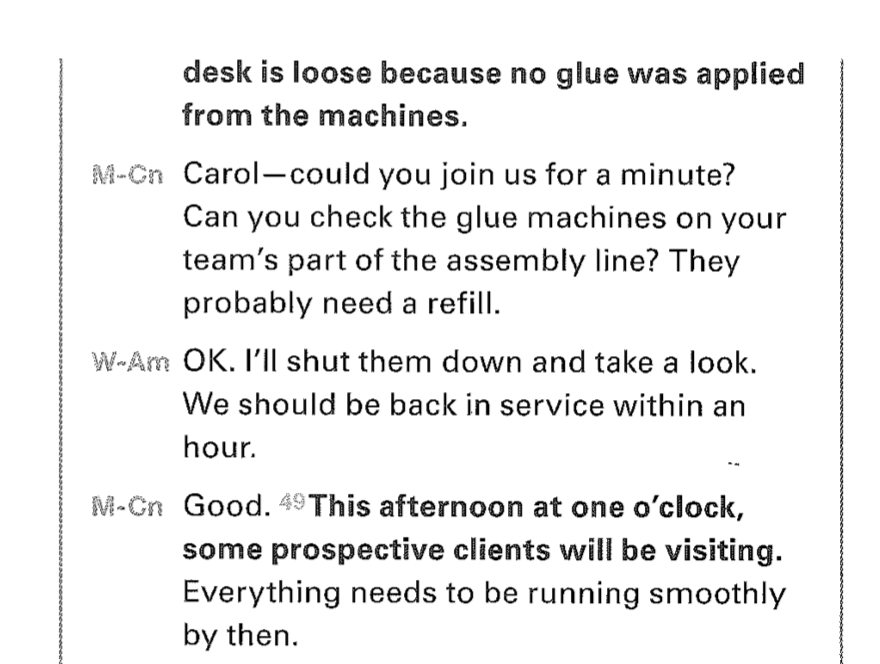 desk is loose because no glue was applied
from the machines.
M-Cn Carol—could you join us for a minute?
Can you check the glue machines on your
team's part of the assembly line? They
probably need a refill.
W-Am OK. I'll shut them down and take a look.
We should be back in service within an
hour.
M-Cn Good. 49This afternoon at one o'clock,
some prospective clients will be visiting.
Everything needs to be running smoothly
by then.